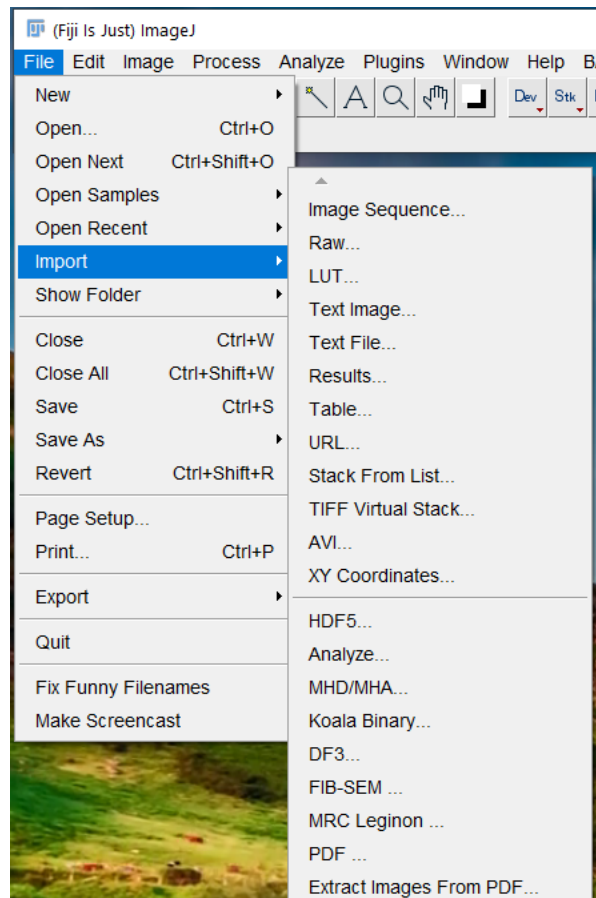 (Fiji Is Just) ImageJ
File Edit Image Process Analyze Plugins Window Help
Dev Stk
New
Open... Ctrl+O
Open Next Ctrl+Shift+O
Open Samples
Open Recent
Import
Show Folder
Close Ctrl+W
Close All Ctrl+Shift+W
Save Ctrl+S
Save As
Revert Ctrl+Shift+R
Page Setup...
Print... Ctrl+P
Export
Quit
Fix Funny Filenames
Make Screencast
Image Sequence...
Raw...
LUT...
Text Image...
Text File...
Results...
Table...
URL...
Stack From List...
TIFF Virtual Stack...
AVI...
XY Coordinates...
HDF5...
Analyze...
MHD/MHA...
Koala Binary...
DF3...
FIB-SEM ...
MRC Leginon ...
PDF ...
Extract Images From PDF...